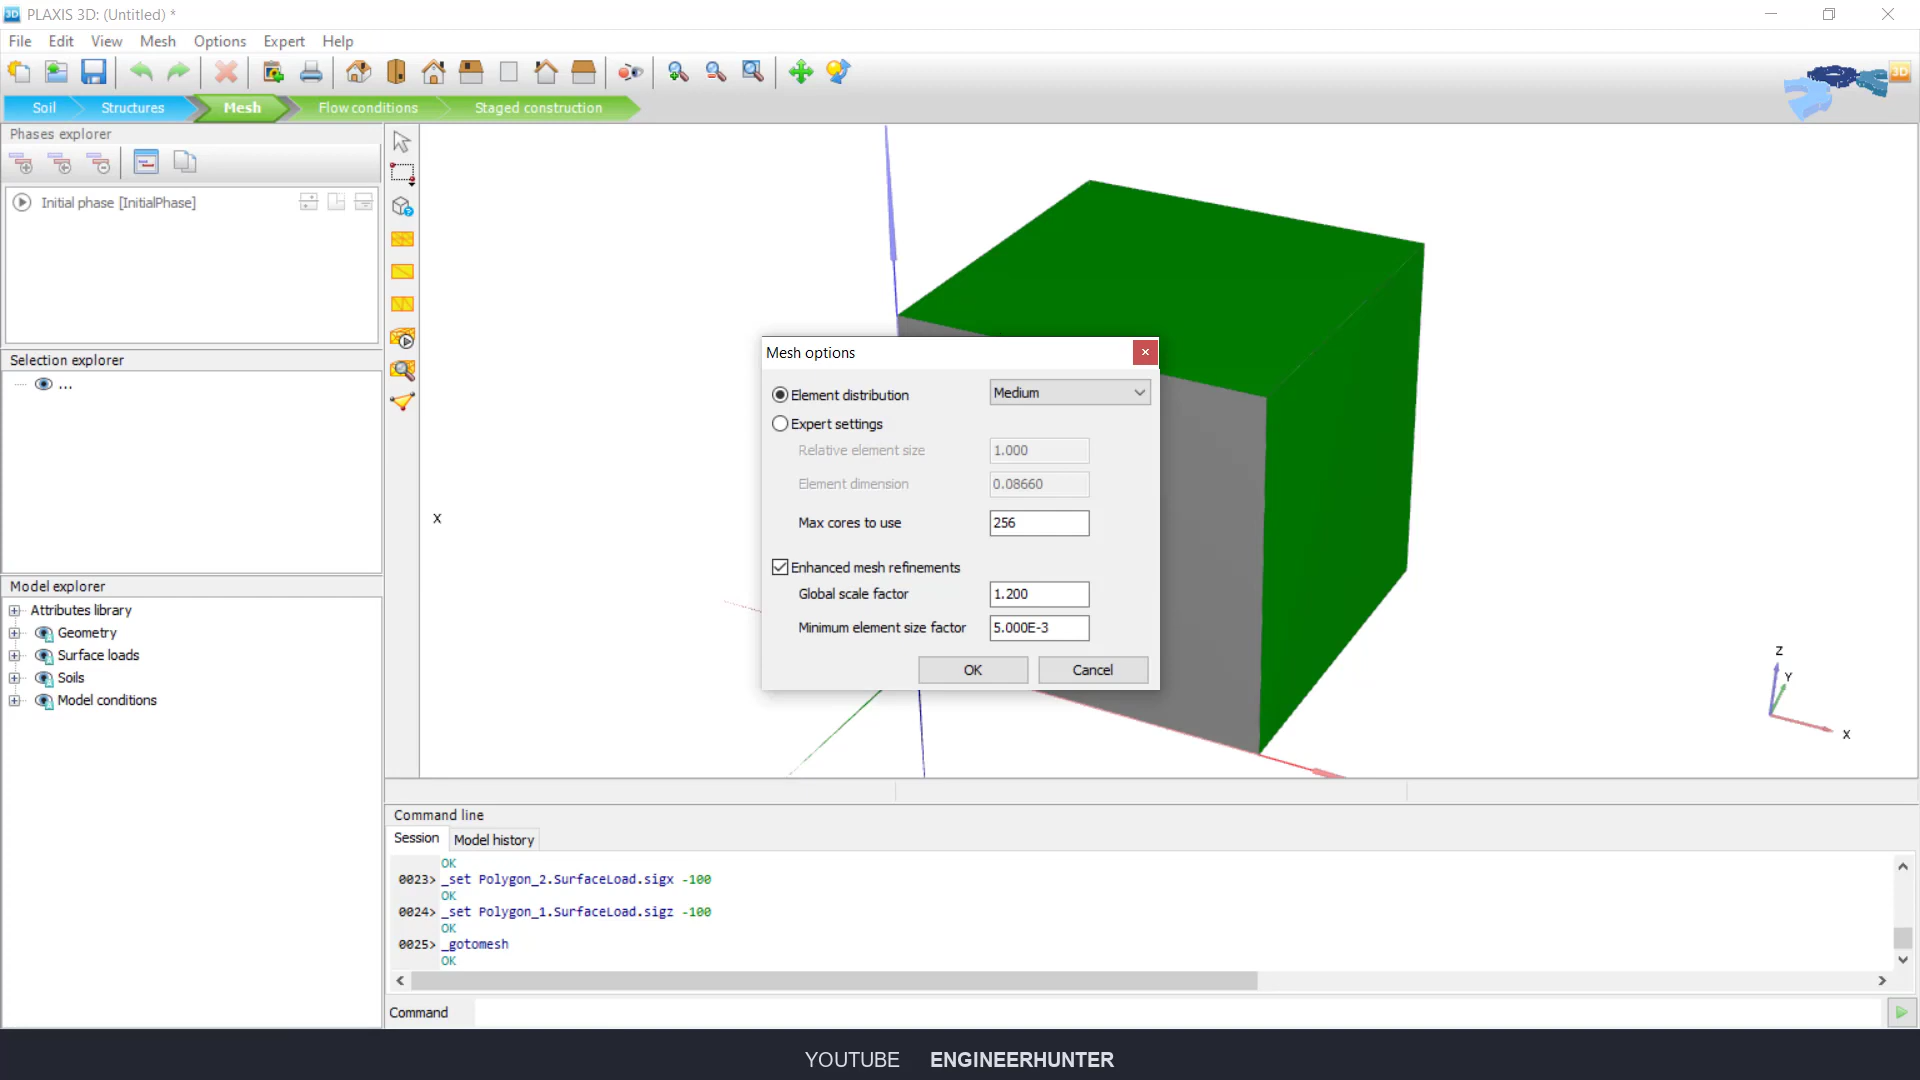 PLAXIS 3D: (Untitled) *
File Edit View Mesh Options Expert Help
Soil Structures Mesh Flow conditions Staged construction
Phases explorer
Initial phase [InitialPhase]
Selection explorer
...
Model explorer
Attributes library
Geometry
Surface loads
Soils
Model conditions
X
Mesh options
Element distribution Medium
Expert settings
Relative element size 1.000
Element dimension 0.08660
Max cores to use 256
Enhanced mesh refinements
Global scale factor 1.200
Minimum element size factor 5.000E-3
OK Cancel
Z
Y
X
Command line
Session Model history
OK
0023> _set Polygon_2.SurfaceLoad.sigx -100
OK
0024> _set Polygon_1.SurfaceLoad.sigz -100
OK
0025> _gotomesh
OK
Command
YOUTUBE ENGINEERHUNTER
3D
3D